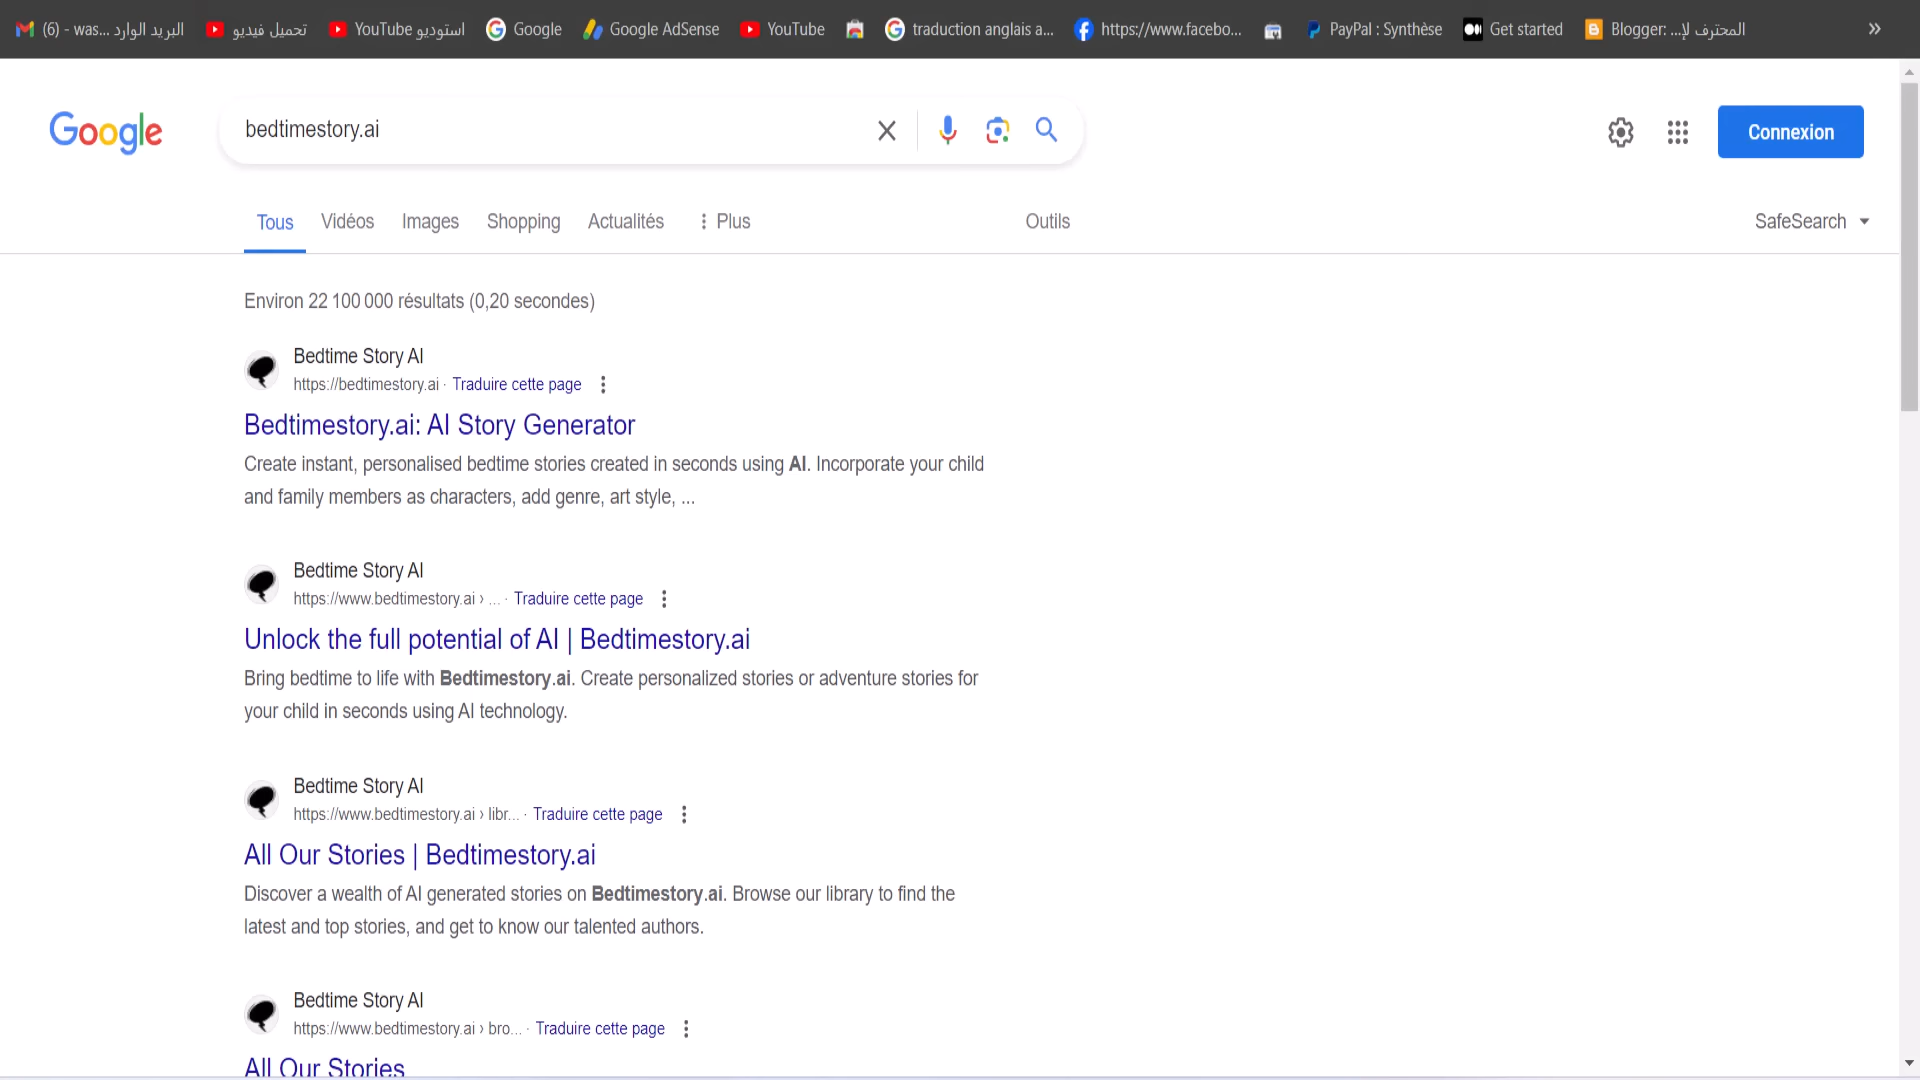 (6) - was... البريد الوارد
تحميل فيديو
YouTube استوديو
Google
Google AdSense
YouTube
traduction anglais a...
https://www.facebo...
PayPal : Synthèse
Get started
Blogger: ...المحترف لإ
»
Google
bedtimestory.ai
Connexion
Tous
Vidéos
Images
Shopping
Actualités
Plus
Outils
SafeSearch
Environ 22 100 000 résultats (0,20 secondes)
Bedtime Story AI
https://bedtimestory.ai · Traduire cette page
Bedtimestory.ai: AI Story Generator
Create instant, personalised bedtime stories created in seconds using AI. Incorporate your child
and family members as characters, add genre, art style, ...
Bedtime Story AI
https://www.bedtimestory.ai › ... · Traduire cette page
Unlock the full potential of AI | Bedtimestory.ai
Bring bedtime to life with Bedtimestory.ai. Create personalized stories or adventure stories for
your child in seconds using AI technology.
Bedtime Story AI
https://www.bedtimestory.ai › libr... · Traduire cette page
All Our Stories | Bedtimestory.ai
Discover a wealth of AI generated stories on Bedtimestory.ai. Browse our library to find the
latest and top stories, and get to know our talented authors.
Bedtime Story AI
https://www.bedtimestory.ai › bro... · Traduire cette page
All Our Stories